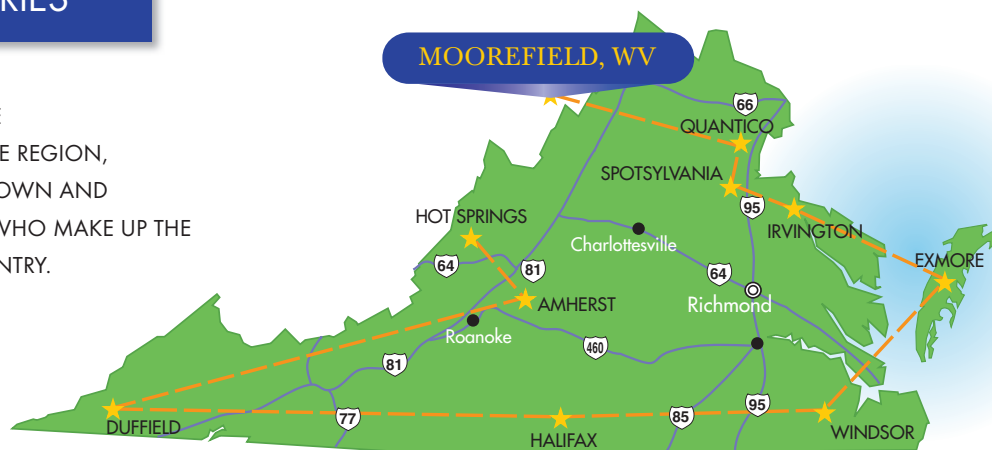 RIES
MOOREFIELD, WV
E
E REGION,
OWN AND
WHO MAKE UP THE
NTRY.
66
QUANTICO
SPOTSYLVANIA
95
IRVINGTON
HOT SPRINGS
Charlottesville
EXMORE
64
81
64
AMHERST
Richmond
Roanoke
460
81
DUFFIELD
77
HALIFAX
85
95
WINDSOR